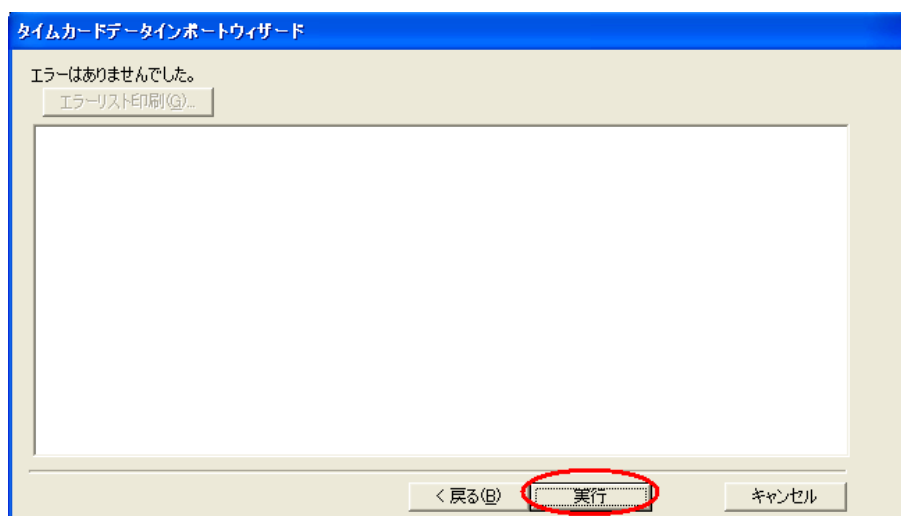 タイムカードデータインポートウィザード
エラーはありませんでした。
エラーリスト印刷(G)...
< 戻る(B) 実行 キャンセル